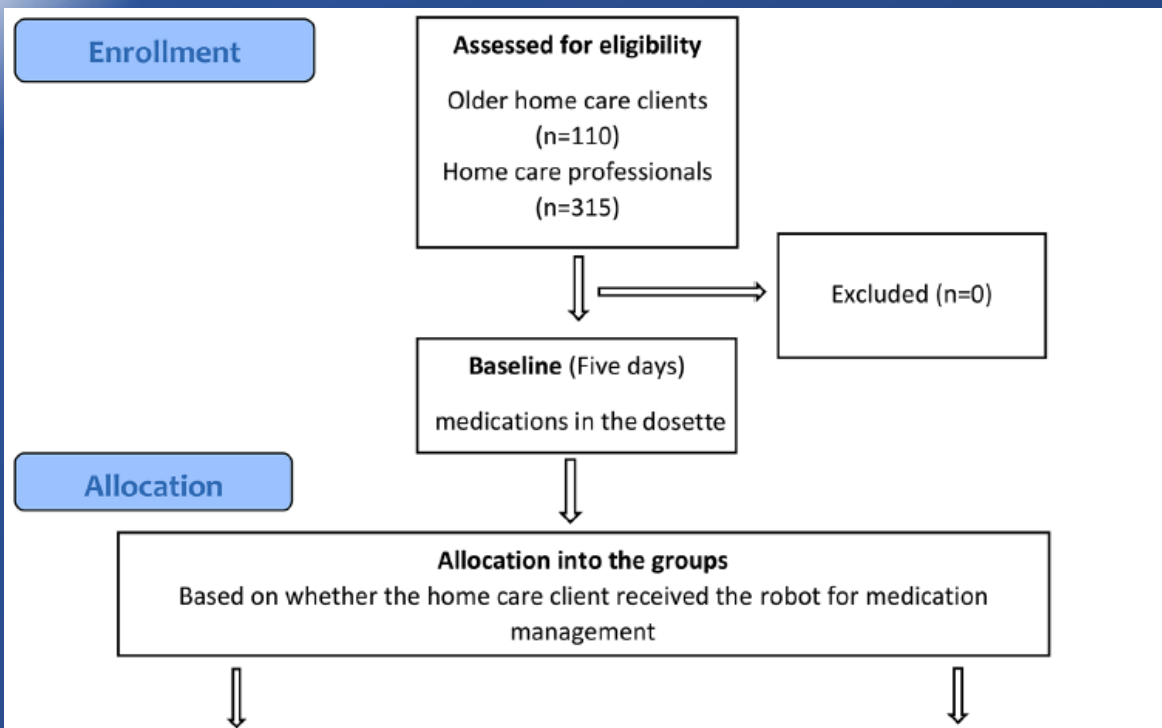 Enrollment
Assessed for eligibility
Older home care clients
(n=110)
Home care professionals
(n=315)
Excluded (n=0)
Baseline (Five days)
medications in the dosette
Allocation
Allocation into the groups
Based on whether the home care client received the robot for medication
management